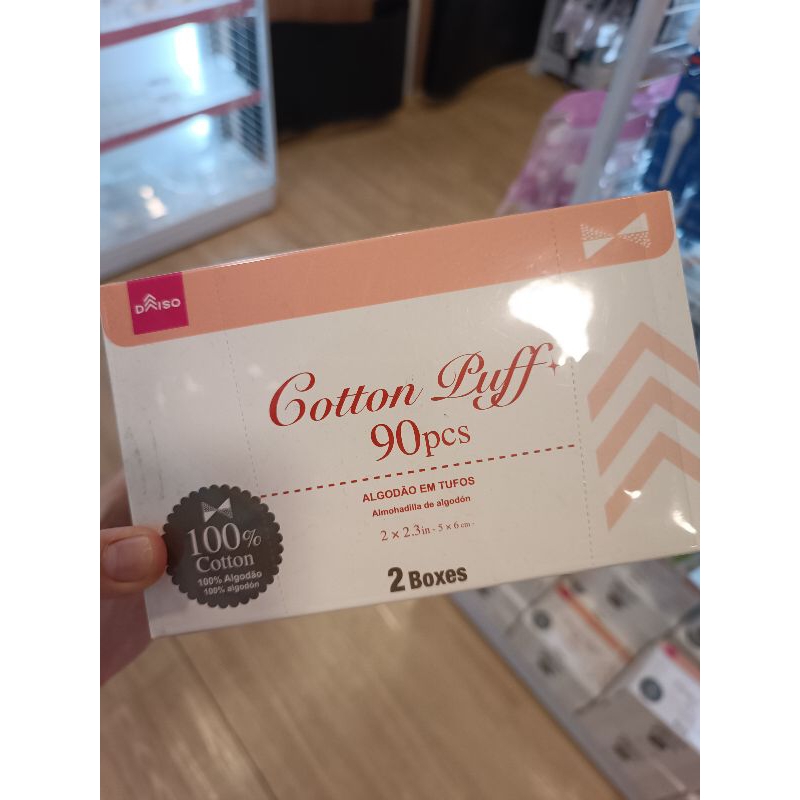 DAISO
Cotton Puff
90pcs
ALGODÃO EM TUFOS
Almohadilla de algodón
2 × 2.3in - 5 × 6 cm -
100%
Cotton
100% Algodão
100% algodón
2 Boxes